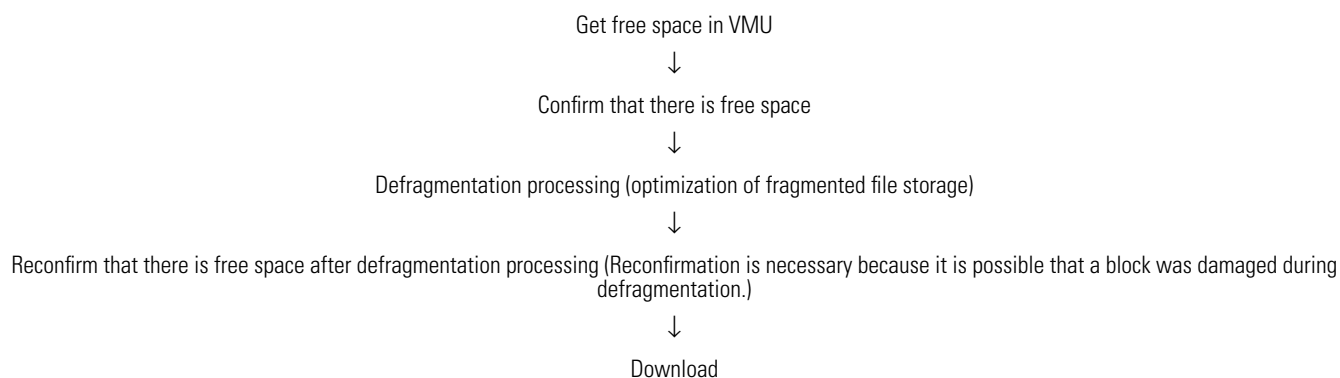 Get free space in VMU
↓
Confirm that there is free space
↓
Defragmentation processing (optimization of fragmented file storage)
↓
Reconfirm that there is free space after defragmentation processing (Reconfirmation is necessary because it is possible that a block was damaged during
defragmentation.)
↓
Download